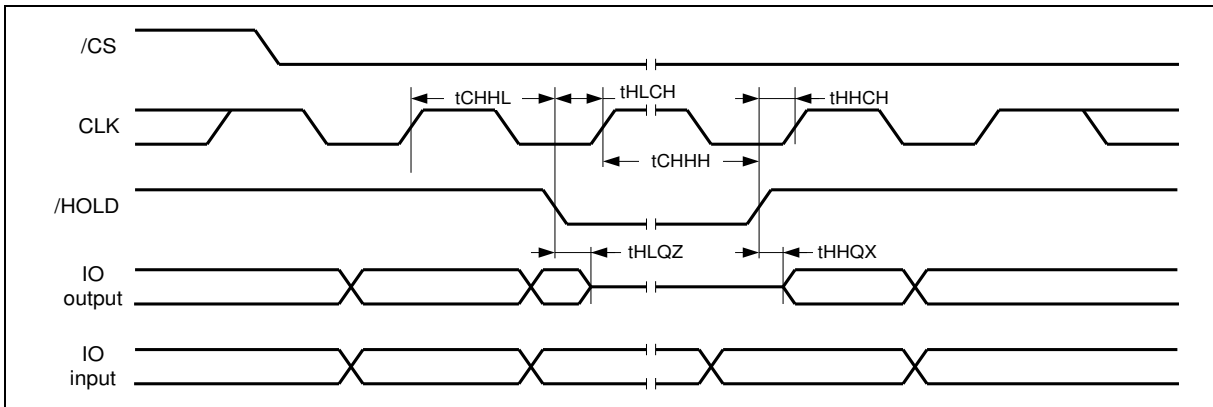 /CS
tCHHL
tHLCH
tHHCH
CLK
tCHHH
/HOLD
tHLQZ
tHHQX
IO
output
IO
input